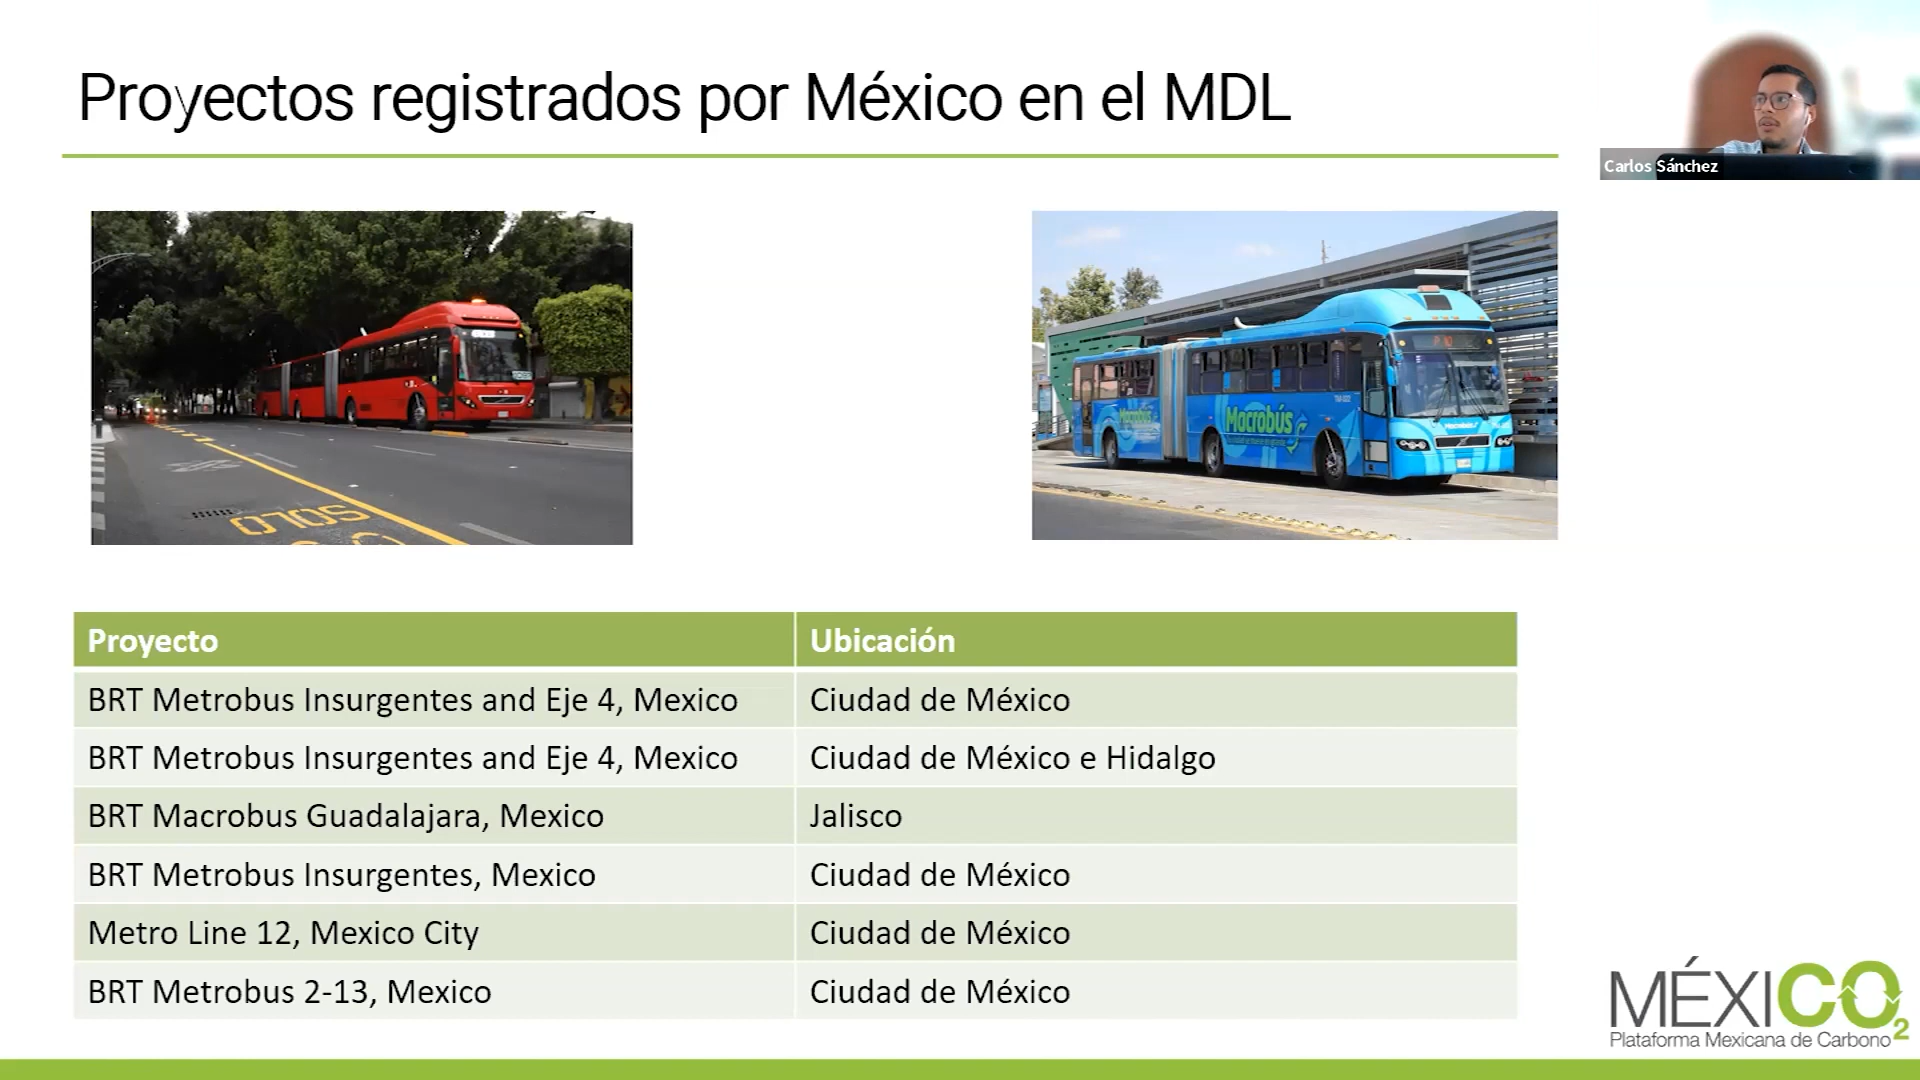 Proyectos registrados por México en el MDL
Carlos Sánchez
SOLO
Macrobús
Macrobús
Macrobús
Proyecto Ubicación
BRT Metrobus Insurgentes and Eje 4, Mexico Ciudad de México
BRT Metrobus Insurgentes and Eje 4, Mexico Ciudad de México e Hidalgo
BRT Macrobus Guadalajara, Mexico Jalisco
BRT Metrobus Insurgentes, Mexico Ciudad de México
Metro Line 12, Mexico City Ciudad de México
BRT Metrobus 2-13, Mexico Ciudad de México
MÉXICO2
Plataforma Mexicana de Carbono